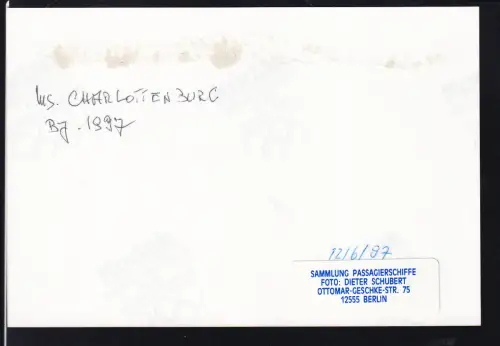 MS. CHARLOTTENBURG
Bj. 1997
12/6/97
SAMMLUNG PASSAGIERSCHIFFE
FOTO: DIETER SCHUBERT
OTTOMAR-GESCHKE-STR. 75
12555 BERLIN